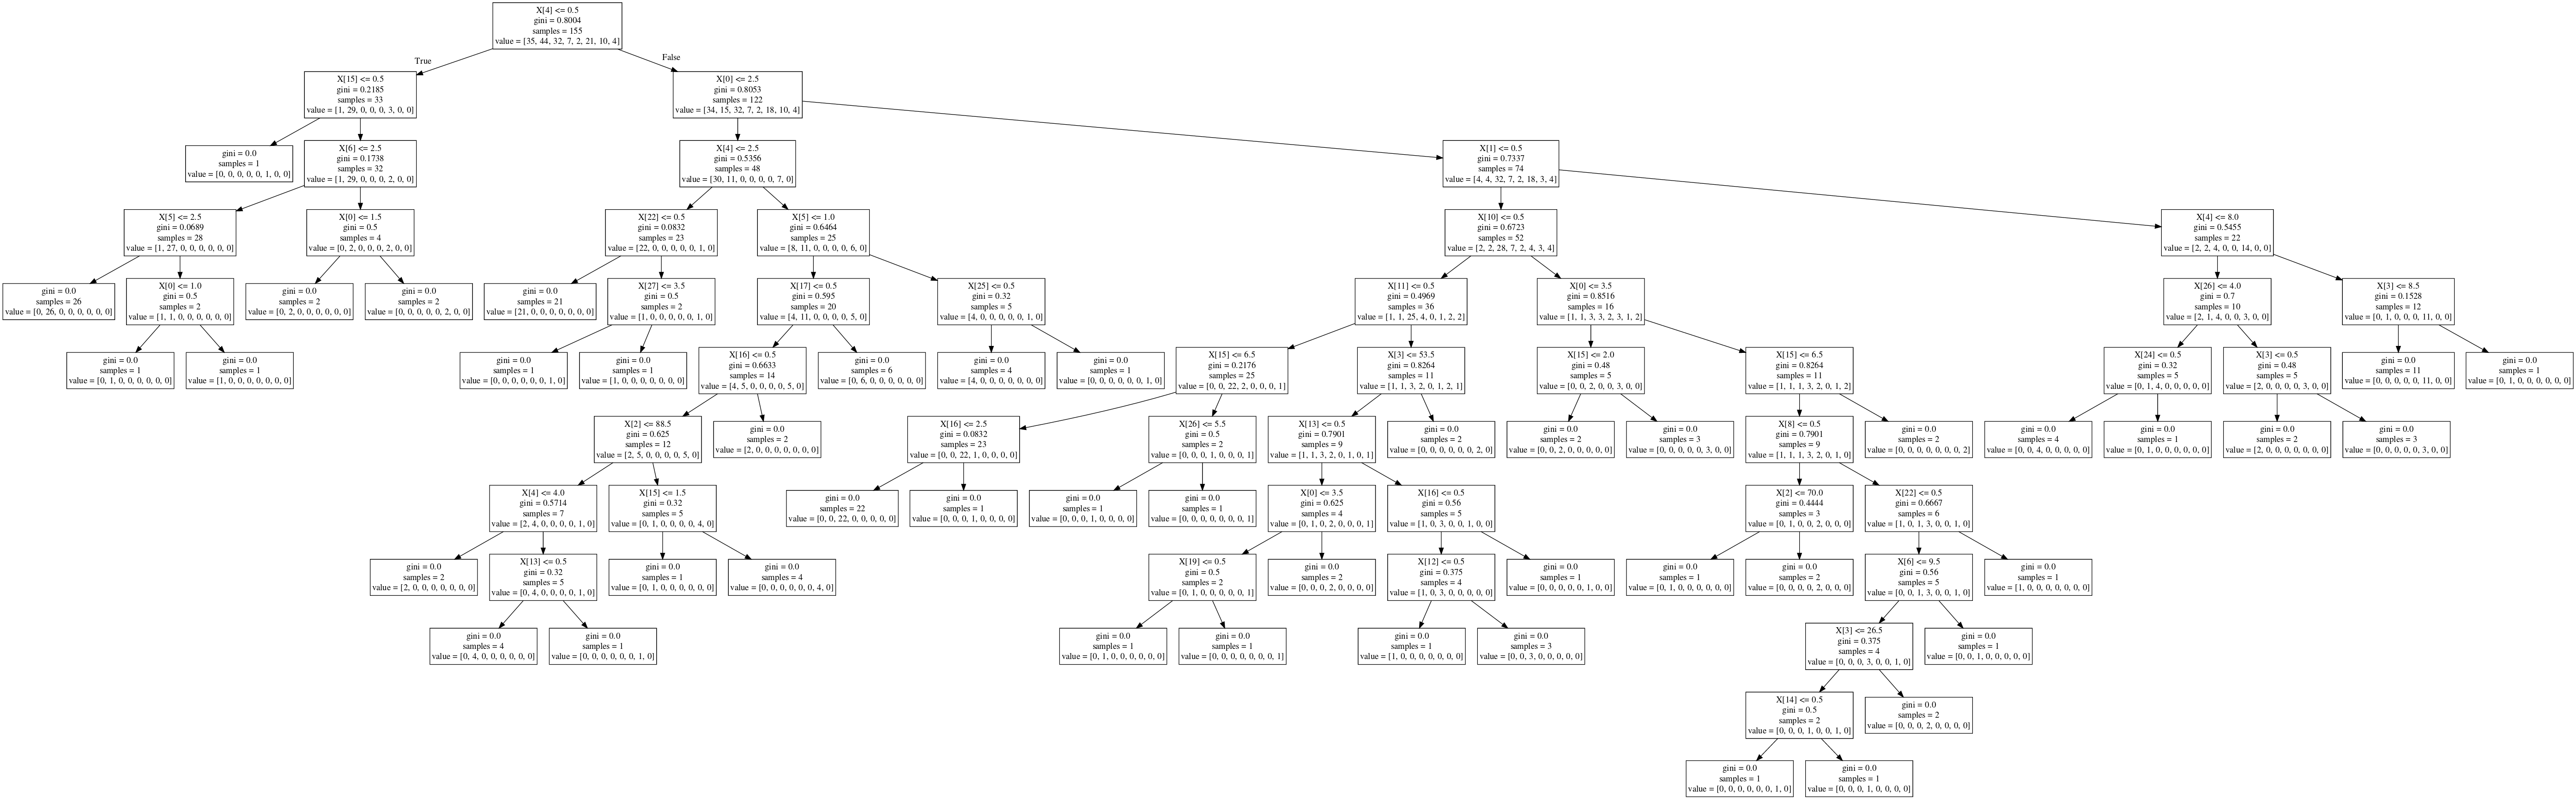 X[4] <= 0.5
gini = 0.8004
samples = 155
value = [35, 44, 32, 7, 2, 21, 10, 4]
True
False
X[15] <= 0.5
gini = 0.2185
samples = 33
value = [1, 29, 0, 0, 0, 3, 0, 0]
X[0] <= 2.5
gini = 0.8053
samples = 122
value = [34, 15, 32, 7, 2, 18, 10, 4]
gini = 0.0
samples = 1
value = [0, 0, 0, 0, 0, 1, 0, 0]
X[6] <= 2.5
gini = 0.1738
samples = 32
value = [1, 29, 0, 0, 0, 2, 0, 0]
X[4] <= 2.5
gini = 0.5356
samples = 48
value = [30, 11, 0, 0, 0, 0, 7, 0]
X[1] <= 0.5
gini = 0.7337
samples = 74
value = [4, 4, 32, 7, 2, 18, 3, 4]
X[5] <= 2.5
gini = 0.0689
samples = 28
value = [1, 27, 0, 0, 0, 0, 0, 0]
X[0] <= 1.5
gini = 0.5
samples = 4
value = [0, 2, 0, 0, 0, 2, 0, 0]
X[22] <= 0.5
gini = 0.0832
samples = 23
value = [22, 0, 0, 0, 0, 0, 1, 0]
X[5] <= 1.0
gini = 0.6464
samples = 25
value = [8, 11, 0, 0, 0, 0, 6, 0]
X[10] <= 0.5
gini = 0.6723
samples = 52
value = [2, 2, 28, 7, 2, 4, 3, 4]
X[4] <= 8.0
gini = 0.5455
samples = 22
value = [2, 2, 4, 0, 0, 14, 0, 0]
gini = 0.0
samples = 26
value = [0, 26, 0, 0, 0, 0, 0, 0]
X[0] <= 1.0
gini = 0.5
samples = 2
value = [1, 1, 0, 0, 0, 0, 0, 0]
gini = 0.0
samples = 2
value = [0, 2, 0, 0, 0, 0, 0, 0]
gini = 0.0
samples = 2
value = [0, 0, 0, 0, 0, 2, 0, 0]
gini = 0.0
samples = 21
value = [21, 0, 0, 0, 0, 0, 0, 0]
X[27] <= 3.5
gini = 0.5
samples = 2
value = [1, 0, 0, 0, 0, 0, 1, 0]
X[17] <= 0.5
gini = 0.595
samples = 20
value = [4, 11, 0, 0, 0, 0, 5, 0]
X[25] <= 0.5
gini = 0.32
samples = 5
value = [4, 0, 0, 0, 0, 0, 1, 0]
X[11] <= 0.5
gini = 0.4969
samples = 36
value = [1, 1, 25, 4, 0, 1, 2, 2]
X[0] <= 3.5
gini = 0.8516
samples = 16
value = [1, 1, 3, 3, 2, 3, 1, 2]
X[26] <= 4.0
gini = 0.7
samples = 10
value = [2, 1, 4, 0, 0, 3, 0, 0]
X[3] <= 8.5
gini = 0.1528
samples = 12
value = [0, 1, 0, 0, 0, 11, 0, 0]
gini = 0.0
samples = 1
value = [0, 1, 0, 0, 0, 0, 0, 0]
gini = 0.0
samples = 1
value = [1, 0, 0, 0, 0, 0, 0, 0]
gini = 0.0
samples = 1
value = [0, 0, 0, 0, 0, 0, 1, 0]
gini = 0.0
samples = 1
value = [1, 0, 0, 0, 0, 0, 0, 0]
X[16] <= 0.5
gini = 0.6633
samples = 14
value = [4, 5, 0, 0, 0, 0, 5, 0]
gini = 0.0
samples = 6
value = [0, 6, 0, 0, 0, 0, 0, 0]
gini = 0.0
samples = 4
value = [4, 0, 0, 0, 0, 0, 0, 0]
gini = 0.0
samples = 1
value = [0, 0, 0, 0, 0, 0, 1, 0]
X[15] <= 6.5
gini = 0.2176
samples = 25
value = [0, 0, 22, 2, 0, 0, 0, 1]
X[3] <= 53.5
gini = 0.8264
samples = 11
value = [1, 1, 3, 2, 0, 1, 2, 1]
X[15] <= 2.0
gini = 0.48
samples = 5
value = [0, 0, 2, 0, 0, 3, 0, 0]
X[15] <= 6.5
gini = 0.8264
samples = 11
value = [1, 1, 1, 3, 2, 0, 1, 2]
X[24] <= 0.5
gini = 0.32
samples = 5
value = [0, 1, 4, 0, 0, 0, 0, 0]
X[3] <= 0.5
gini = 0.48
samples = 5
value = [2, 0, 0, 0, 0, 3, 0, 0]
gini = 0.0
samples = 11
value = [0, 0, 0, 0, 0, 11, 0, 0]
gini = 0.0
samples = 1
value = [0, 1, 0, 0, 0, 0, 0, 0]
X[2] <= 88.5
gini = 0.625
samples = 12
value = [2, 5, 0, 0, 0, 0, 5, 0]
gini = 0.0
samples = 2
value = [2, 0, 0, 0, 0, 0, 0, 0]
X[16] <= 2.5
gini = 0.0832
samples = 23
value = [0, 0, 22, 1, 0, 0, 0, 0]
X[26] <= 5.5
gini = 0.5
samples = 2
value = [0, 0, 0, 1, 0, 0, 0, 1]
X[13] <= 0.5
gini = 0.7901
samples = 9
value = [1, 1, 3, 2, 0, 1, 0, 1]
gini = 0.0
samples = 2
value = [0, 0, 0, 0, 0, 0, 2, 0]
gini = 0.0
samples = 2
value = [0, 0, 2, 0, 0, 0, 0, 0]
gini = 0.0
samples = 3
value = [0, 0, 0, 0, 0, 3, 0, 0]
X[8] <= 0.5
gini = 0.7901
samples = 9
value = [1, 1, 1, 3, 2, 0, 1, 0]
gini = 0.0
samples = 2
value = [0, 0, 0, 0, 0, 0, 0, 2]
gini = 0.0
samples = 4
value = [0, 0, 4, 0, 0, 0, 0, 0]
gini = 0.0
samples = 1
value = [0, 1, 0, 0, 0, 0, 0, 0]
gini = 0.0
samples = 2
value = [2, 0, 0, 0, 0, 0, 0, 0]
gini = 0.0
samples = 3
value = [0, 0, 0, 0, 0, 3, 0, 0]
X[4] <= 4.0
gini = 0.5714
samples = 7
value = [2, 4, 0, 0, 0, 0, 1, 0]
X[15] <= 1.5
gini = 0.32
samples = 5
value = [0, 1, 0, 0, 0, 0, 4, 0]
gini = 0.0
samples = 22
value = [0, 0, 22, 0, 0, 0, 0, 0]
gini = 0.0
samples = 1
value = [0, 0, 0, 1, 0, 0, 0, 0]
gini = 0.0
samples = 1
value = [0, 0, 0, 1, 0, 0, 0, 0]
gini = 0.0
samples = 1
value = [0, 0, 0, 0, 0, 0, 0, 1]
X[0] <= 3.5
gini = 0.625
samples = 4
value = [0, 1, 0, 2, 0, 0, 0, 1]
X[16] <= 0.5
gini = 0.56
samples = 5
value = [1, 0, 3, 0, 0, 1, 0, 0]
X[2] <= 70.0
gini = 0.4444
samples = 3
value = [0, 1, 0, 0, 2, 0, 0, 0]
X[22] <= 0.5
gini = 0.6667
samples = 6
value = [1, 0, 1, 3, 0, 0, 1, 0]
gini = 0.0
samples = 2
value = [2, 0, 0, 0, 0, 0, 0, 0]
X[13] <= 0.5
gini = 0.32
samples = 5
value = [0, 4, 0, 0, 0, 0, 1, 0]
gini = 0.0
samples = 1
value = [0, 1, 0, 0, 0, 0, 0, 0]
gini = 0.0
samples = 4
value = [0, 0, 0, 0, 0, 0, 4, 0]
X[19] <= 0.5
gini = 0.5
samples = 2
value = [0, 1, 0, 0, 0, 0, 0, 1]
gini = 0.0
samples = 2
value = [0, 0, 0, 2, 0, 0, 0, 0]
X[12] <= 0.5
gini = 0.375
samples = 4
value = [1, 0, 3, 0, 0, 0, 0, 0]
gini = 0.0
samples = 1
value = [0, 0, 0, 0, 0, 1, 0, 0]
gini = 0.0
samples = 1
value = [0, 1, 0, 0, 0, 0, 0, 0]
gini = 0.0
samples = 2
value = [0, 0, 0, 0, 2, 0, 0, 0]
X[6] <= 9.5
gini = 0.56
samples = 5
value = [0, 0, 1, 3, 0, 0, 1, 0]
gini = 0.0
samples = 1
value = [1, 0, 0, 0, 0, 0, 0, 0]
gini = 0.0
samples = 4
value = [0, 4, 0, 0, 0, 0, 0, 0]
gini = 0.0
samples = 1
value = [0, 0, 0, 0, 0, 0, 1, 0]
gini = 0.0
samples = 1
value = [0, 1, 0, 0, 0, 0, 0, 0]
gini = 0.0
samples = 1
value = [0, 0, 0, 0, 0, 0, 0, 1]
gini = 0.0
samples = 1
value = [1, 0, 0, 0, 0, 0, 0, 0]
gini = 0.0
samples = 3
value = [0, 0, 3, 0, 0, 0, 0, 0]
X[3] <= 26.5
gini = 0.375
samples = 4
value = [0, 0, 0, 3, 0, 0, 1, 0]
gini = 0.0
samples = 1
value = [0, 0, 1, 0, 0, 0, 0, 0]
X[14] <= 0.5
gini = 0.5
samples = 2
value = [0, 0, 0, 1, 0, 0, 1, 0]
gini = 0.0
samples = 2
value = [0, 0, 0, 2, 0, 0, 0, 0]
gini = 0.0
samples = 1
value = [0, 0, 0, 0, 0, 0, 1, 0]
gini = 0.0
samples = 1
value = [0, 0, 0, 1, 0, 0, 0, 0]